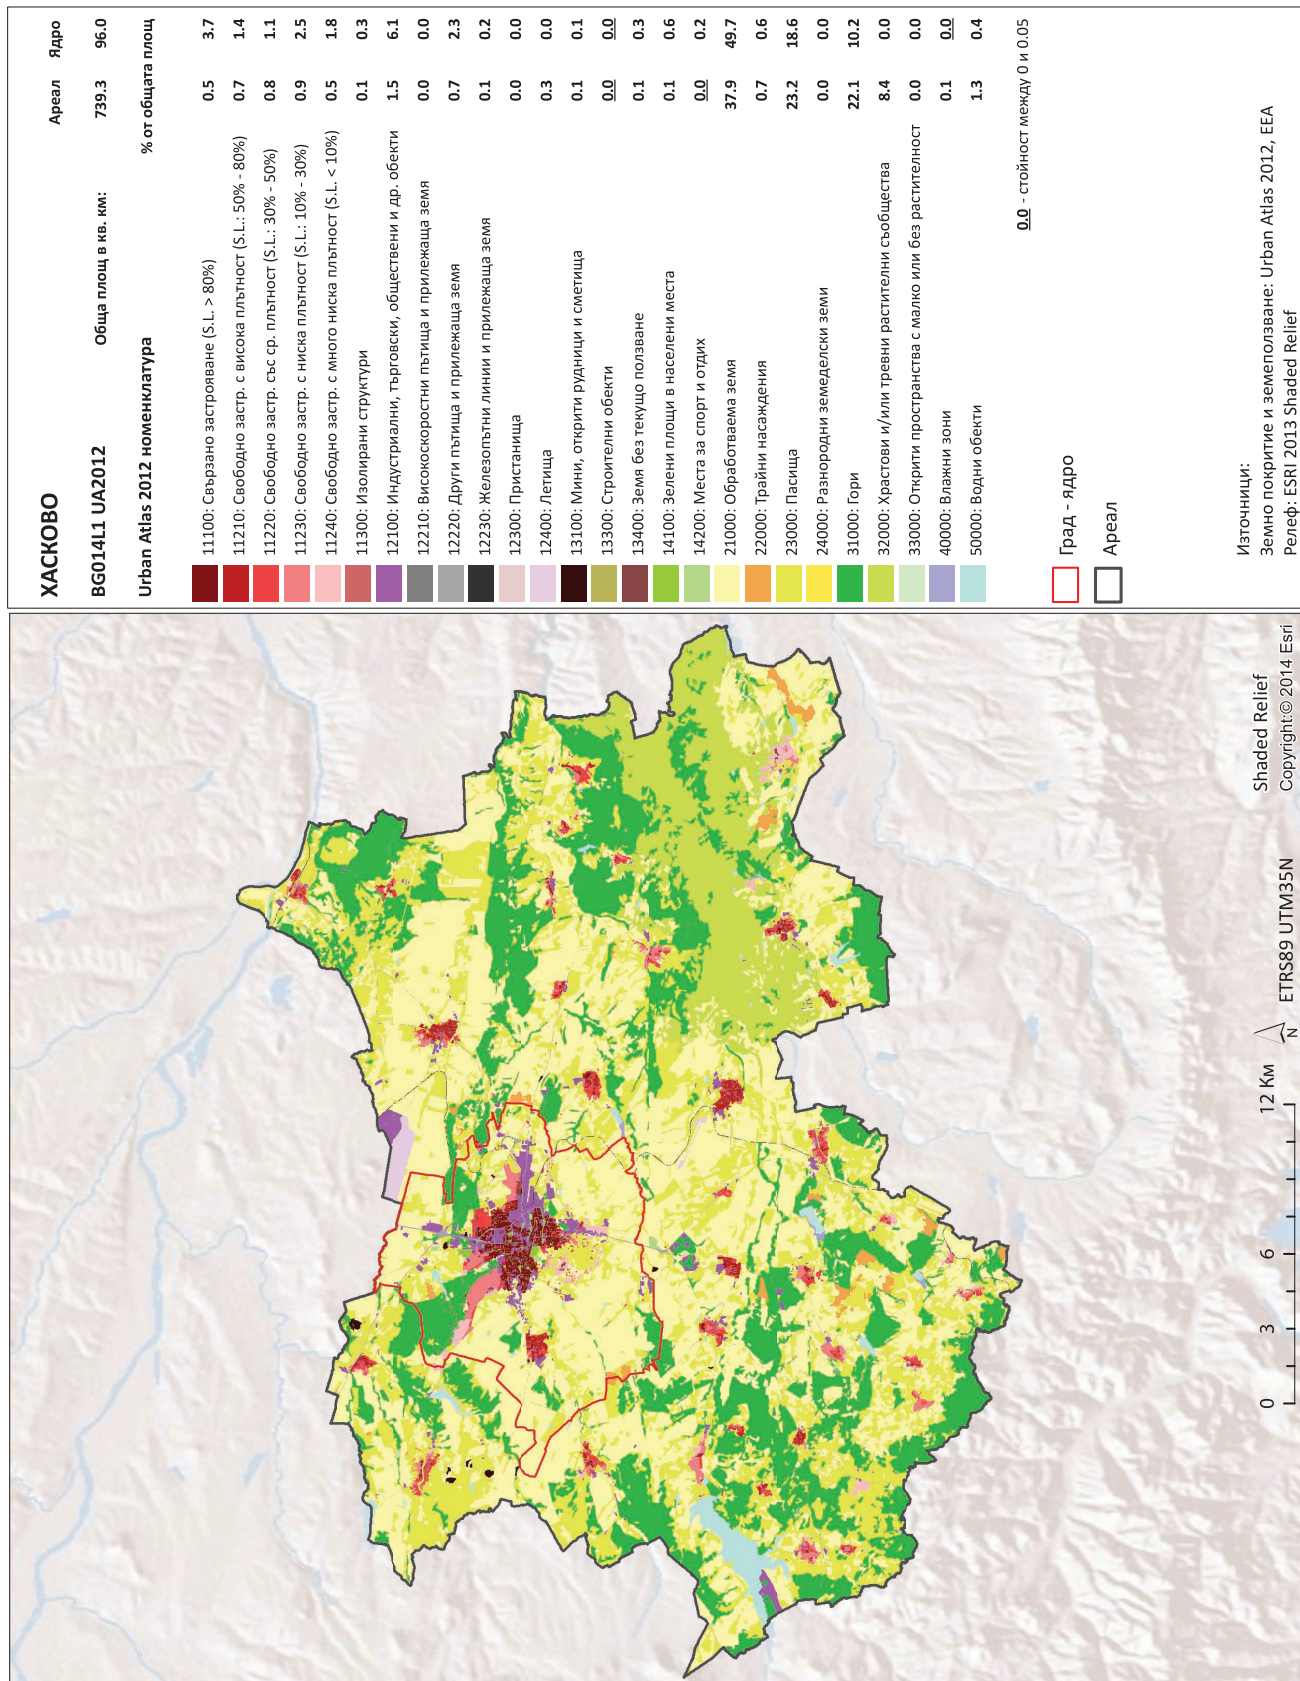 ХАСКОВО
Ареал Ядро
BG014L1 UA2012 Обща площ в кв. км: 739.3 96.0
Urban Atlas 2012 номенклатура % от общата площ
11100: Свързано застрояване (S.L. > 80%) 0.5 3.7
11210: Свободно застр. с висока плътност (S.L.: 50% - 80%) 0.7 1.4
11220: Свободно застр. със ср. плътност (S.L.: 30% - 50%) 0.8 1.1
11230: Свободно застр. с ниска плътност (S.L.: 10% - 30%) 0.9 2.5
11240: Свободно застр. с много ниска плътност (S.L. < 10%) 0.5 1.8
11300: Изолирани структури 0.1 0.3
12100: Индустриални, търговски, обществени и др. обекти 1.5 6.1
12210: Високоскоростни пътища и прилежаща земя 0.0 0.0
12220: Други пътища и прилежаща земя 0.7 2.3
12230: Железопътни линии и прилежаща земя 0.1 0.2
12300: Пристанища 0.0 0.0
12400: Летища 0.3 0.0
13100: Мини, открити рудници и сметища 0.1 0.1
13300: Строителни обекти 0.0 0.0
13400: Земя без текущо ползване 0.1 0.3
14100: Зелени площи в населени места 0.1 0.6
14200: Места за спорт и отдих 0.0 0.2
21000: Обработваема земя 37.9 49.7
22000: Трайни насаждения 0.7 0.6
23000: Пасища 23.2 18.6
24000: Разнородни земеделски земи 0.0 0.0
31000: Гори 22.1 10.2
32000: Храстови и/или тревни растителни съобщества 8.4 0.0
33000: Открити пространства с малко или без растителност 0.0 0.0
40000: Влажни зони 0.1 0.0
50000: Водни обекти 1.3 0.4
0.0 - стойност между 0 и 0.05
Град - ядро
Ареал
Източници:
Земно покритие и земеползване: Urban Atlas 2012, EEA
Релеф: ESRI 2013 Shaded Relief
0 3 6 12 Км
N
ETRS89 UTM35N
Shaded Relief
Copyright:© 2014 Esri